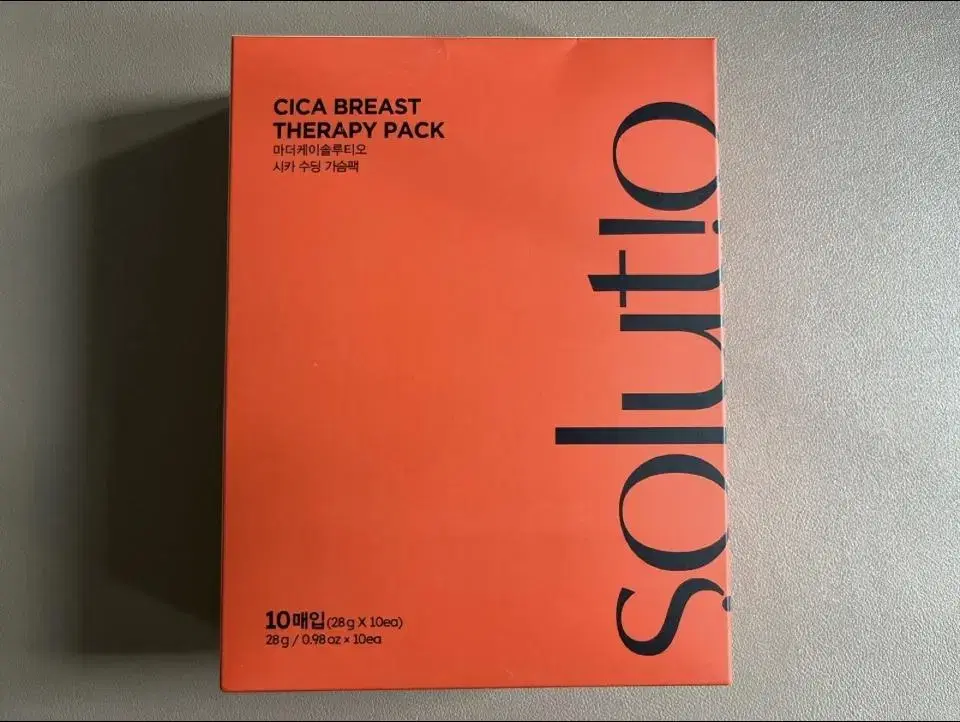 CICA BREAST
THERAPY PACK
마더케이솔루티오
시카 수딩 가슴팩
solutio
10매입(28g X 10ea)
28g / 0.98oz × 10ea